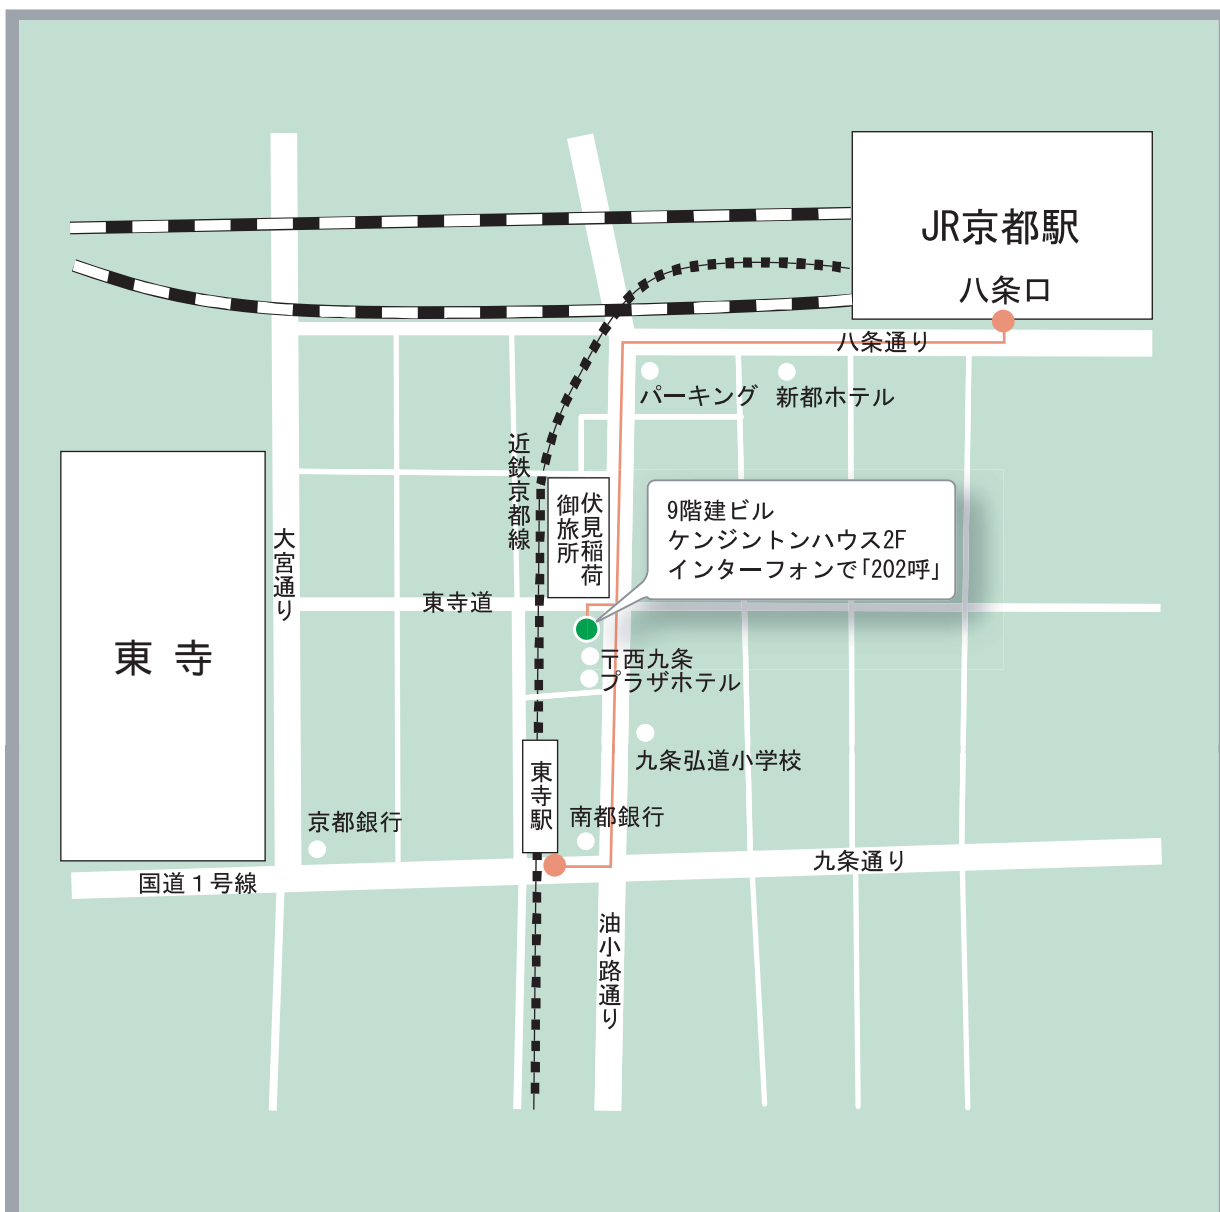 JR京都駅
八条口
八条通り
パーキング
新都ホテル
近鉄京都線
伏見稲荷
御旅所
9階建ビル
ケンジントンハウス2F
インターフォンで｢202呼｣
大宮通り
東寺道
東 寺
〒西九条
プラザホテル
九条弘道小学校
東寺駅
京都銀行
南都銀行
九条通り
国道1号線
油小路通り